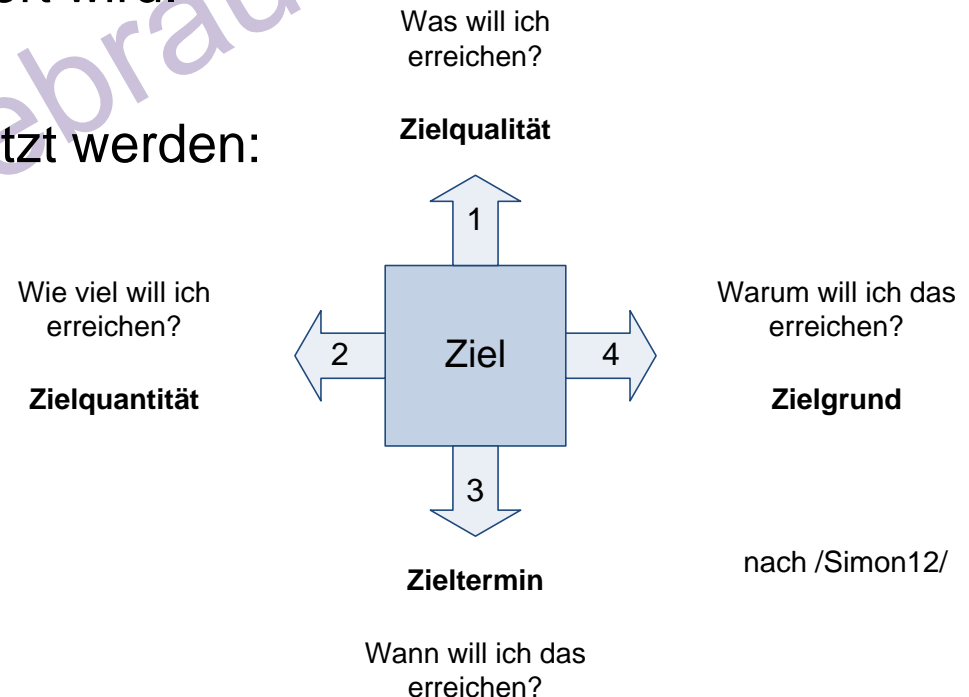 Was will ich
erreichen?
Zielqualität
tzt werden:
1
Wie viel will ich
erreichen?
Zielquantität
2
Ziel
4
Warum will ich das
erreichen?
Zielgrund
3
Zieltermin
Wann will ich das
erreichen?
nach /Simon12/